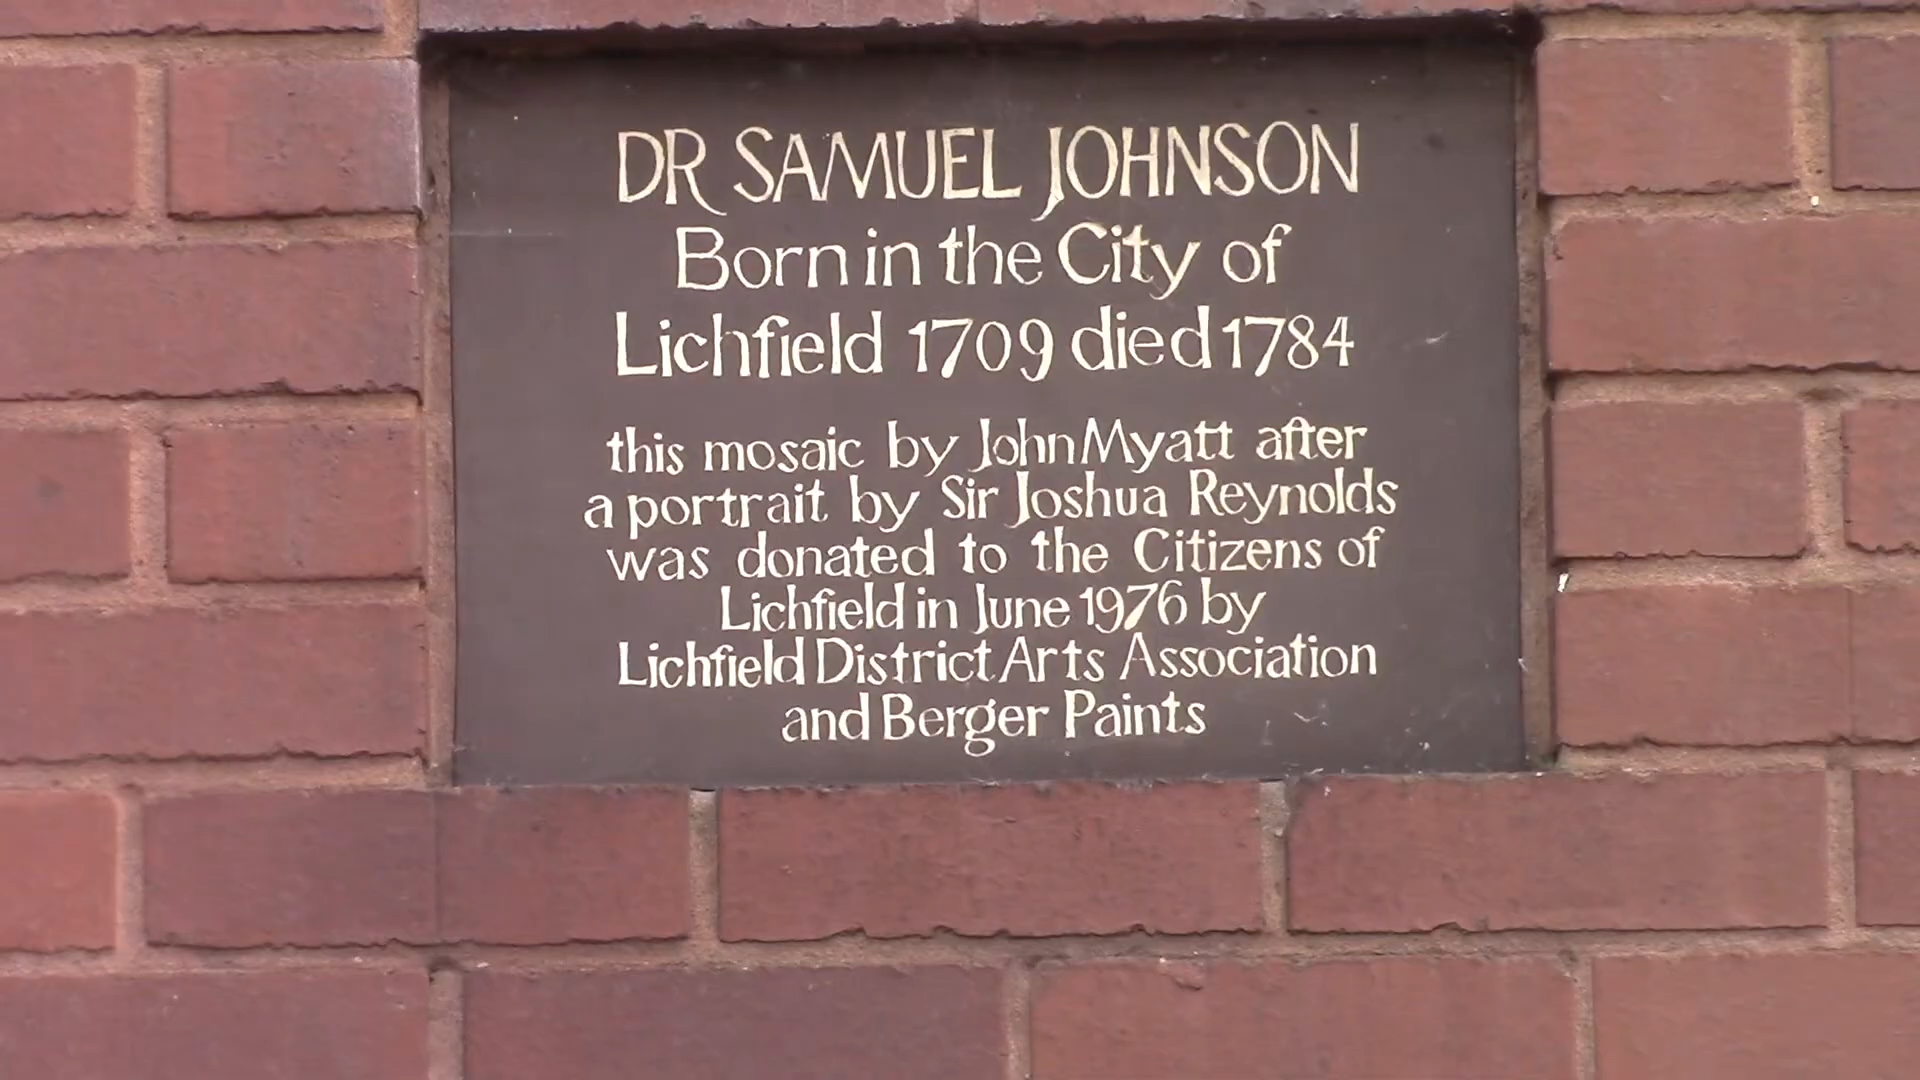 DR SAMUEL JOHNSON
Born in the City of
Lichfield 1709 died 1784
this mosaic by John Myatt after
a portrait by Sir Joshua Reynolds
was donated to the Citizens of
Lichfield in June 1976 by
Lichfield District Arts Association
and Berger Paints